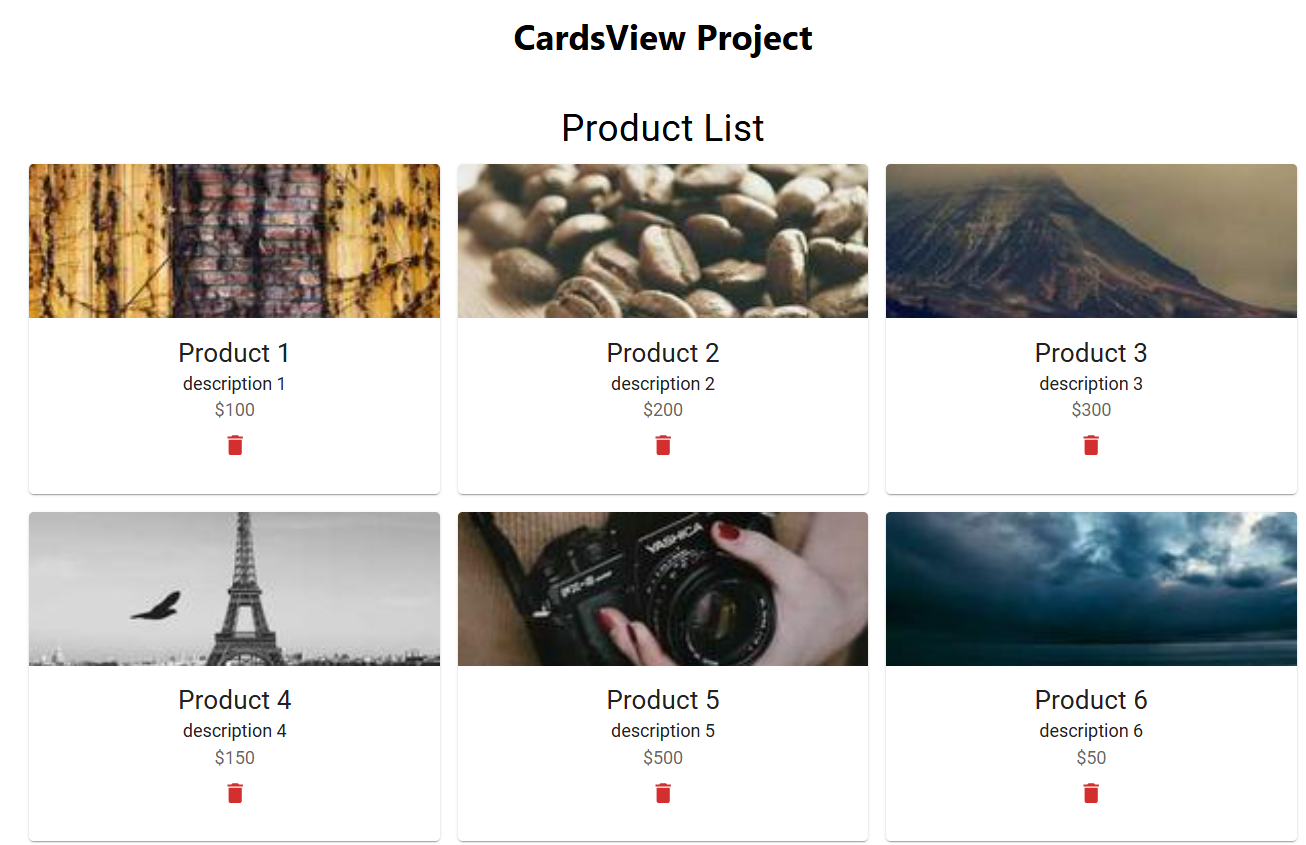 CardsView Project
Product List
Product 1
description 1
$100
Product 2
description 2
$200
Product 3
description 3
$300
YASHICA
Product 4
description 4
$150
Product 5
description 5
$500
Product 6
description 6
$50